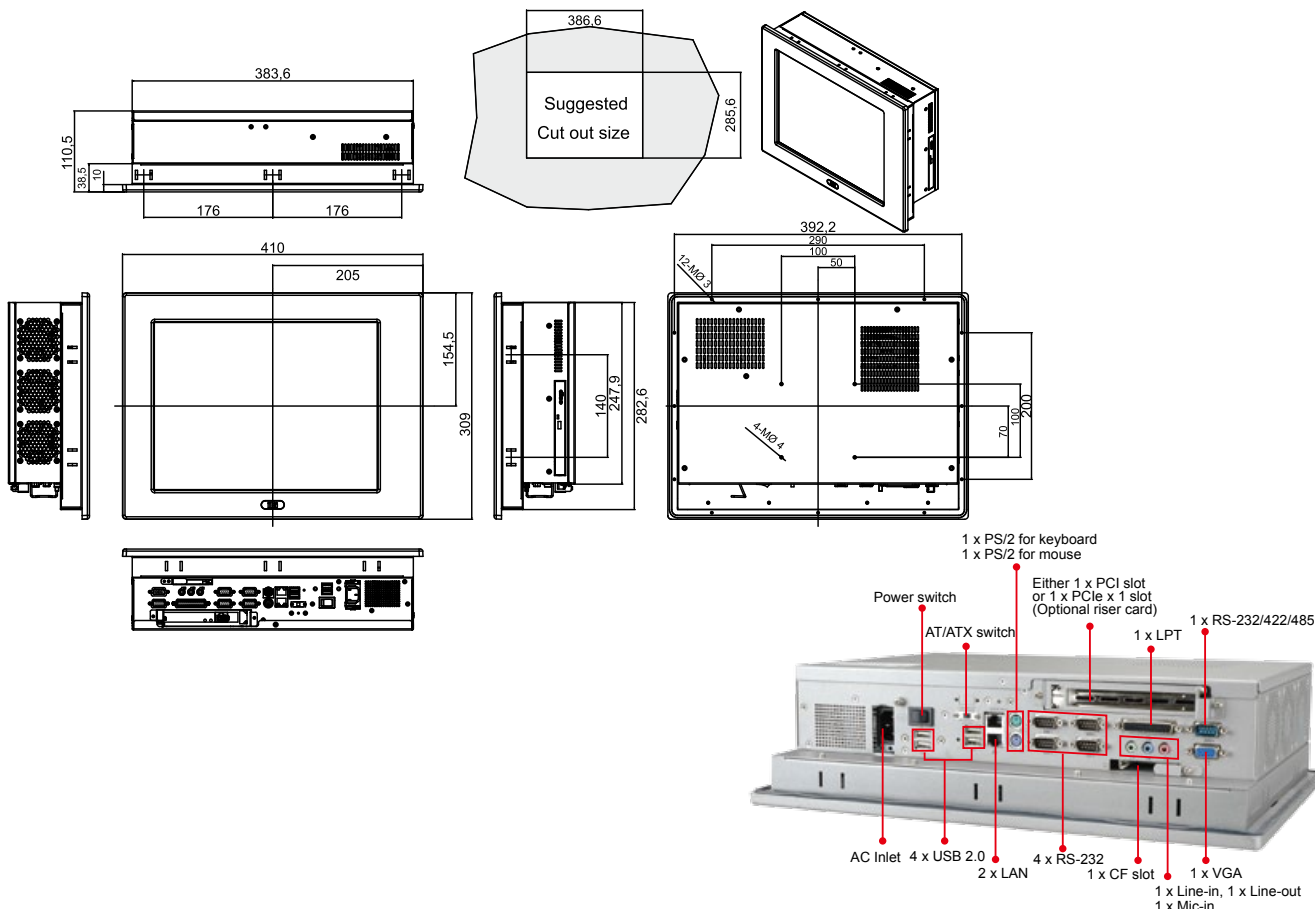 386,6
383,6
Suggested
Cut out size
285,6
110,5
38,5
10
176
176
410
205
154,5
309
140
247,9
282,6
392,2
290
100
50
12-MØ 3
4-MØ 4
70
100
200
1 x PS/2 for keyboard
1 x PS/2 for mouse
Either 1 x PCI slot
or 1 x PCIe x 1 slot
(Optional riser card)
Power switch
AT/ATX switch
1 x LPT
1 x RS-232/422/485
AC Inlet
4 x USB 2.0
2 x LAN
4 x RS-232
1 x CF slot
1 x VGA
1 x Line-in, 1 x Line-out
1 x Mic-in